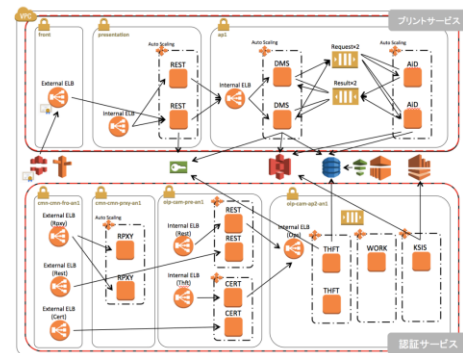 VPC
プリントサービス
front
presentation
ap1
Auto Scaling
Auto Scaling
Auto Scaling
Request×2
Result×2
External ELB
Internal ELB
Internal ELB
REST
REST
DMS
DMS
AiD
AiD
cmn-cmn-fro-an1
cmn-cmn-prxy-an1
olp-cam-pre-an1
olp-cam-ap2-an1
Auto Scaling
External ELB
(Rpxy)
External ELB
(Rest)
External ELB
(Cert)
RPXY
RPXY
Internal ELB
(Rest)
Internal ELB
(Thft)
REST
REST
CERT
CERT
Internal ELB
THFT
THFT
WORK
KSIS
認証サービス